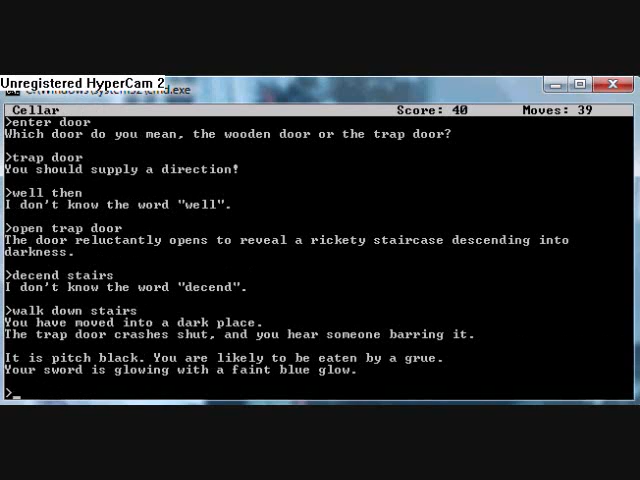 Unregistered HyperCam 2
cmd.exe
Cellar Score: 40 Moves: 39
>enter door
Which door do you mean, the wooden door or the trap door?
>trap door
You should supply a direction!
>well then
I don't know the word "well".
>open trap door
The door reluctantly opens to reveal a rickety staircase descending into
darkness.
>decend stairs
I don't know the word "decend".
>walk down stairs
You have moved into a dark place.
The trap door crashes shut, and you hear someone barring it.
It is pitch black. You are likely to be eaten by a grue.
Your sword is glowing with a faint blue glow.
>_